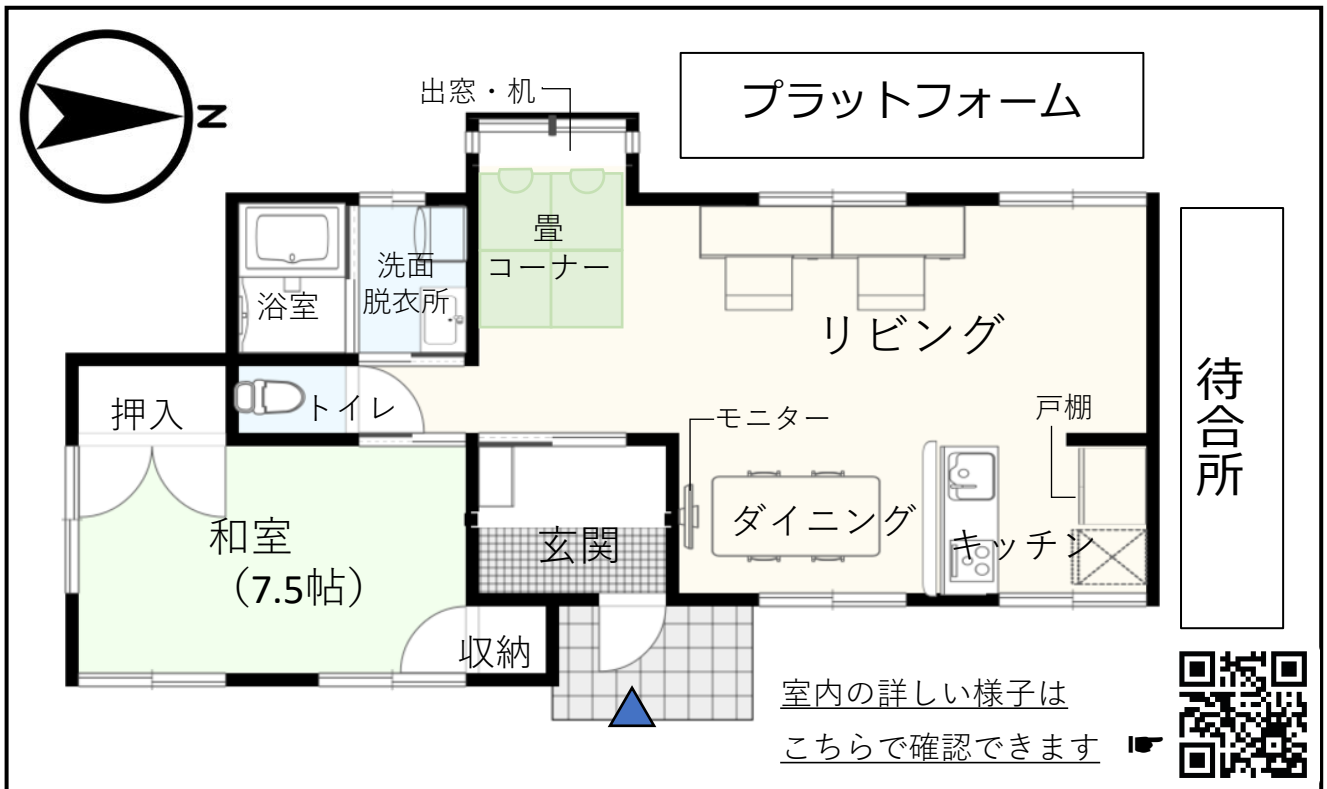 N
出窓・机
プラットフォーム
畳
コーナー
洗面
脱衣所
浴室
リビング
待合所
押入
トイレ
モニター
戸棚
和室
（7.5帖）
玄関
ダイニング
キッチン
収納
室内の詳しい様子は
こちらで確認できます ☛